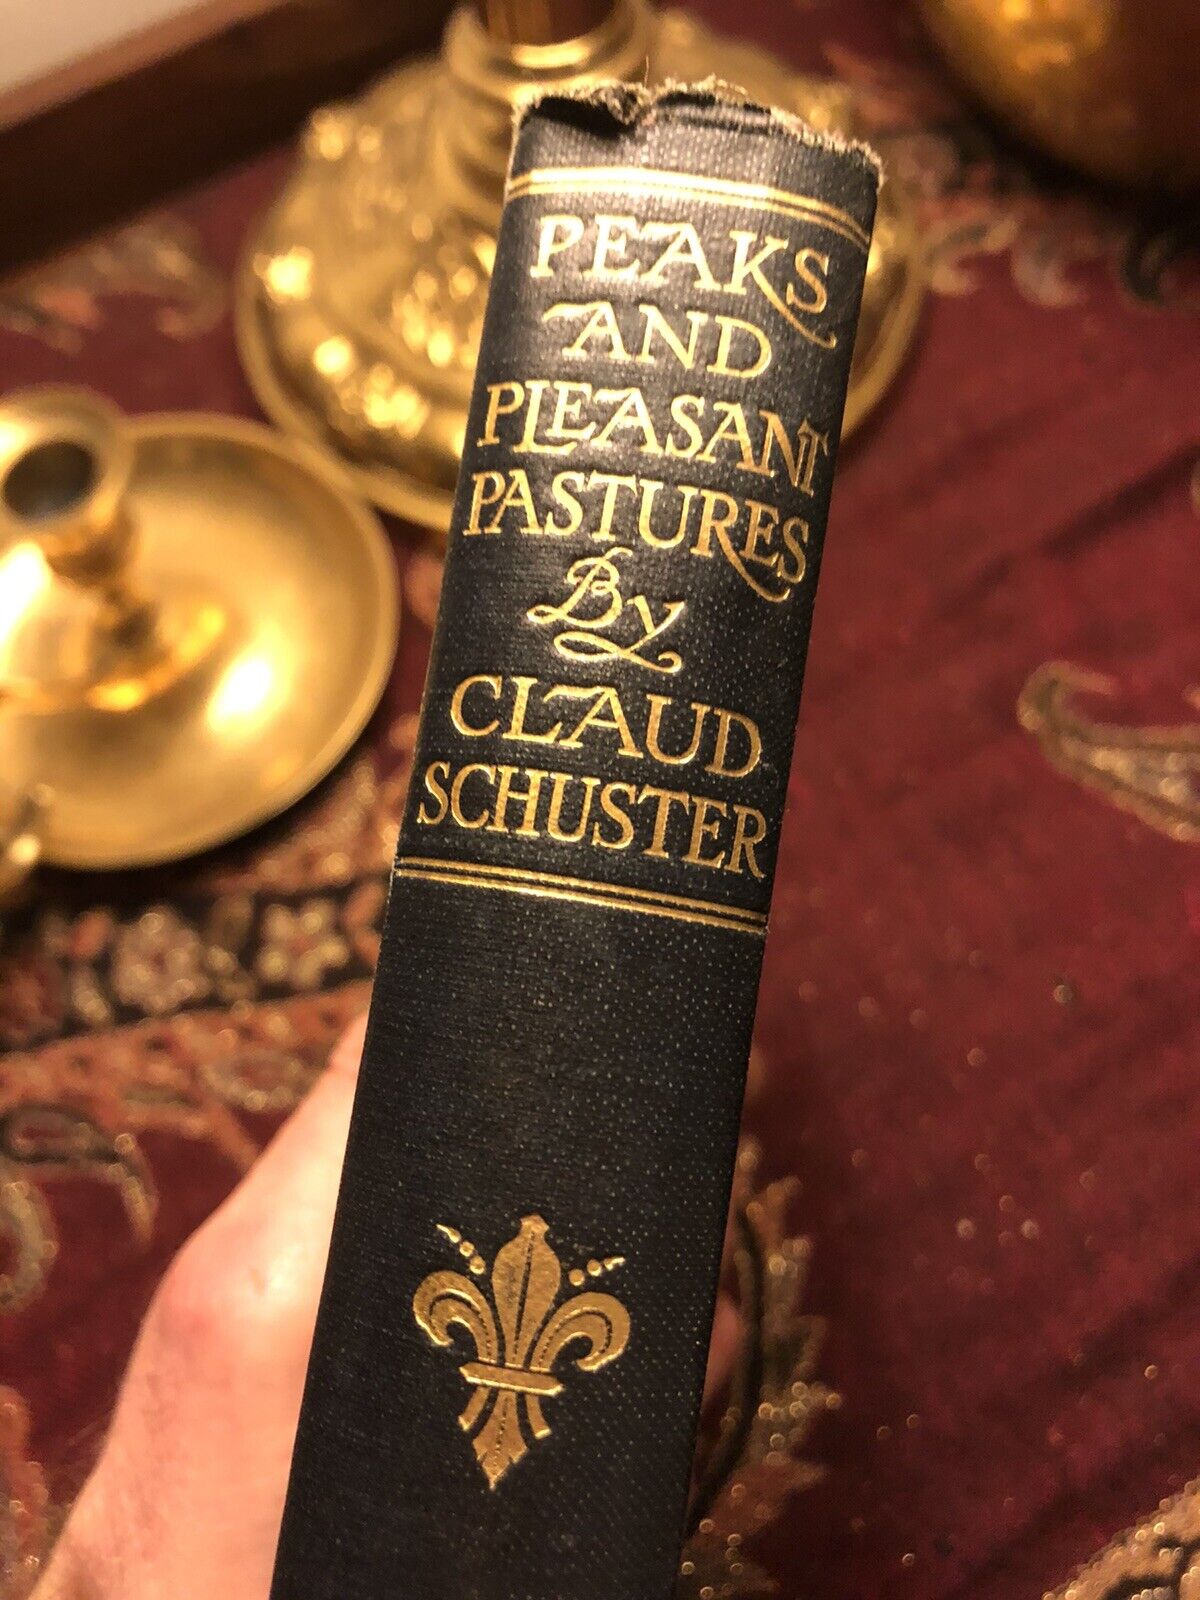 PEAKS
AND
PLEASANT
PASTURES
By
CLAUD
SCHUSTER